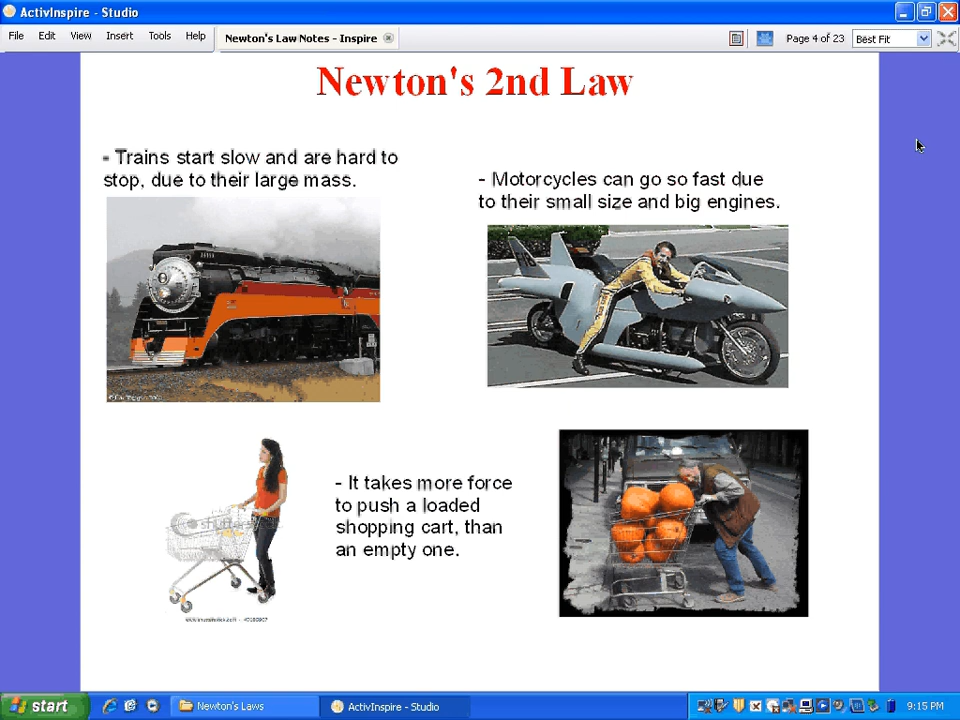 ActivInspire - Studio
File Edit View Insert Tools Help
Newton's Law Notes - Inspire
Page 4 of 23
Best Fit
Newton's 2nd Law
- Trains start slow and are hard to
stop, due to their large mass.
- Motorcycles can go so fast due
to their small size and big engines.
- It takes more force
to push a loaded
shopping cart, than
an empty one.
start
Newton's Laws
ActivInspire - Studio
9:15 PM